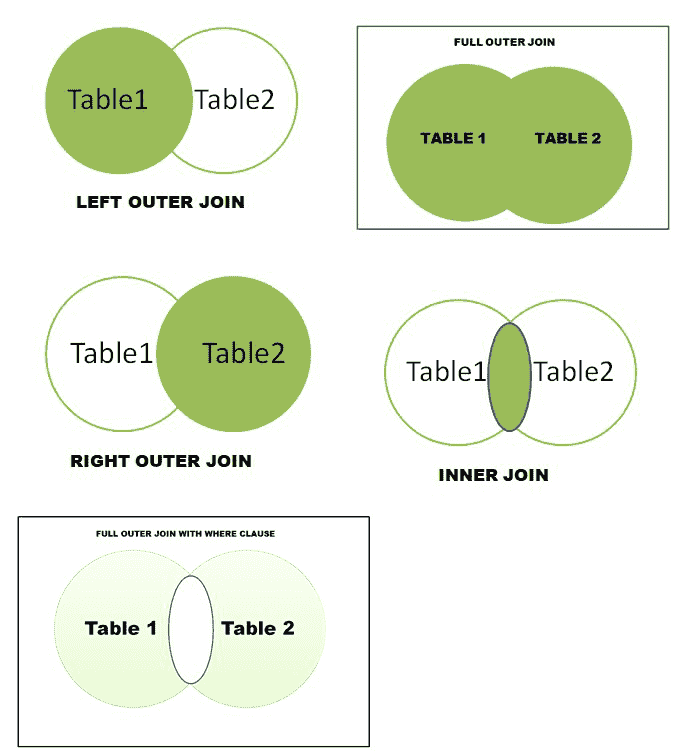 Table1 Table2
LEFT OUTER JOIN
FULL OUTER JOIN
TABLE 1 TABLE 2
Table1 Table2
RIGHT OUTER JOIN
Table1 Table2
INNER JOIN
FULL OUTER JOIN WITH WHERE CLAUSE
Table 1 Table 2